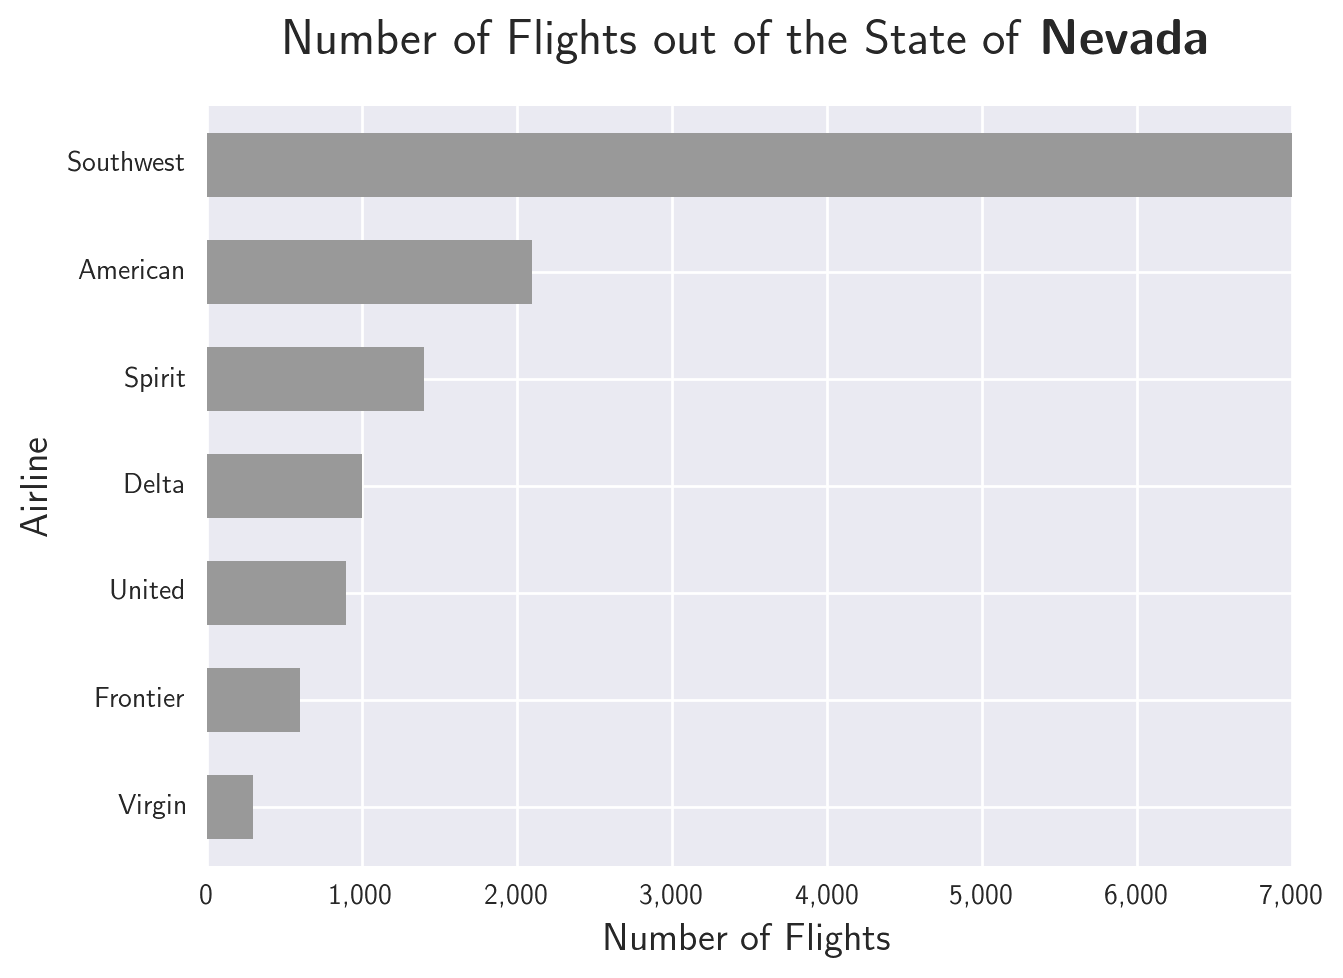 Number of Flights out of the State of Nevada
Southwest
American
Spirit
Delta
United
Frontier
Virgin
Airline
0 1,000 2,000 3,000 4,000 5,000 6,000 7,000
Number of Flights